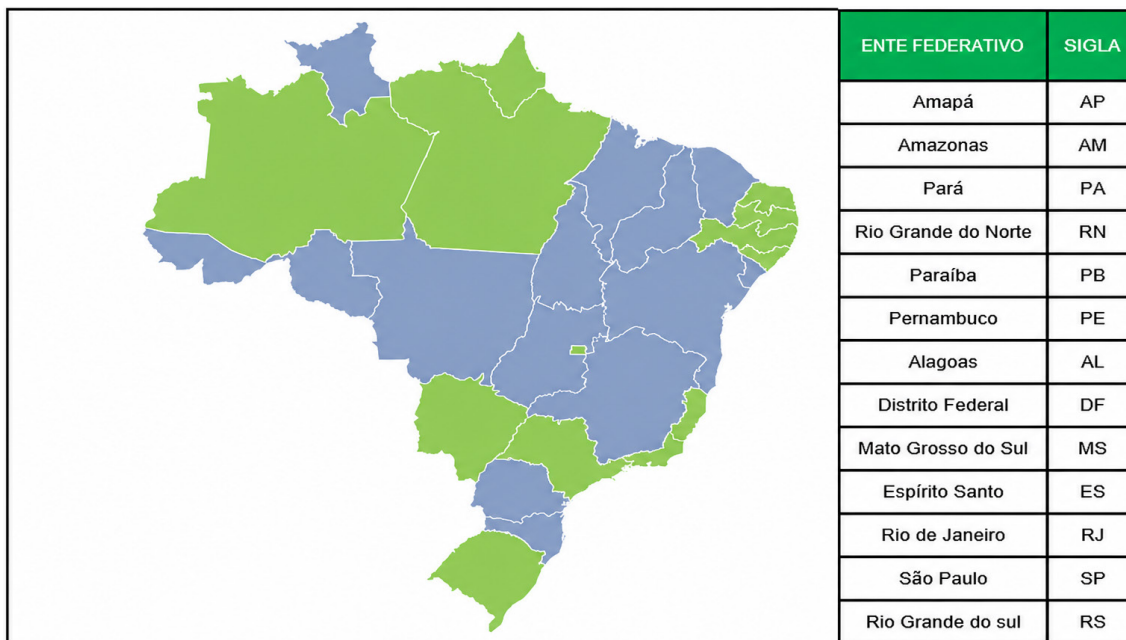 ENTE FEDERATIVO SIGLA
Amapá AP
Amazonas AM
Pará PA
Rio Grande do Norte RN
Paraíba PB
Pernambuco PE
Alagoas AL
Distrito Federal DF
Mato Grosso do Sul MS
Espírito Santo ES
Rio de Janeiro RJ
São Paulo SP
Rio Grande do sul RS